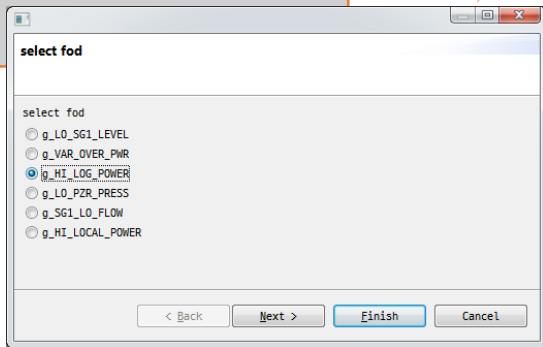 select fod
select fod
g_LO_SG1_LEVEL
g_VAR_OVER_PWR
g_HI_LOG_POWER
g_LO_PZR_PRESS
g_SG1_LO_FLOW
g_HI_LOCAL_POWER
< Back Next > Finish Cancel